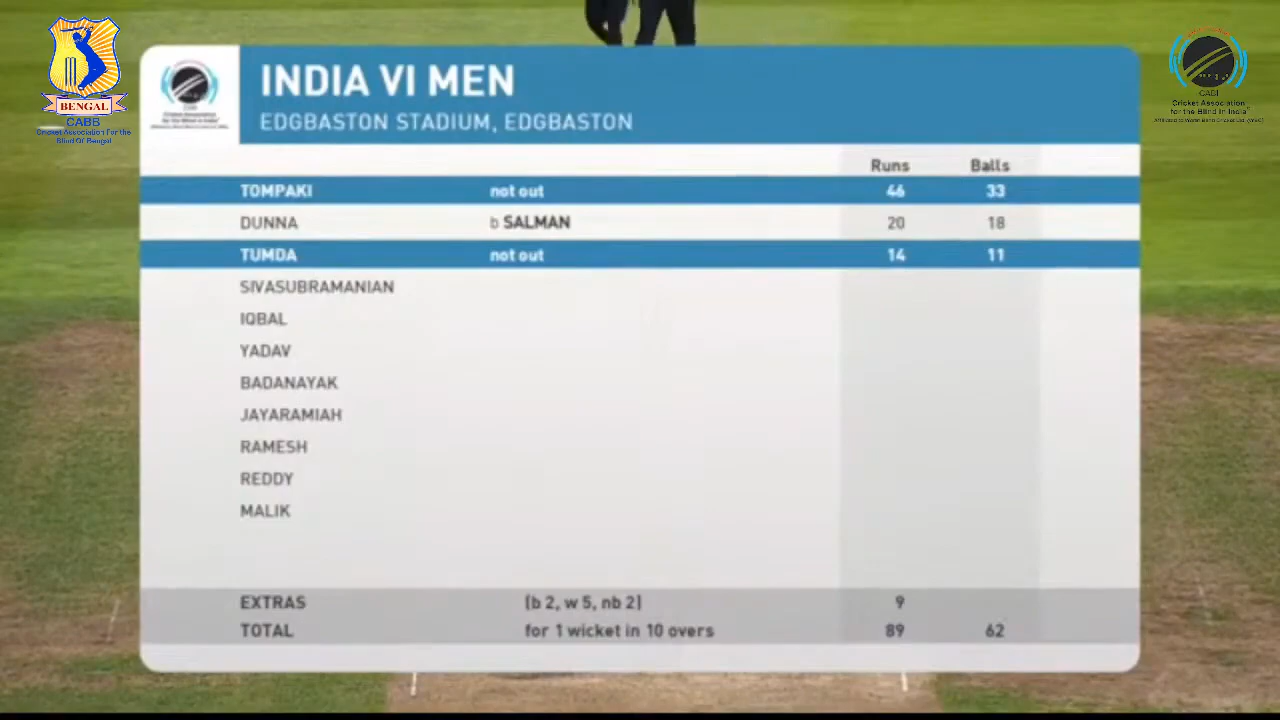 BENGAL
CABB
Cricket Association For the
Blind Of Bengal
INDIA VI MEN
EDGBASTON STADIUM, EDGBASTON
CABI
Cricket Association
for the Blind in India
Runs Balls
TOMPAKI not out 46 33
DUNNA b SALMAN 20 18
TUMDA not out 14 11
SIVASUBRAMANIAN
IQBAL
YADAV
BADANAYAK
JAYARAMIAH
RAMESH
REDDY
MALIK
EXTRAS (b 2, w 5, nb 2) 9
TOTAL for 1 wicket in 10 overs 89 62